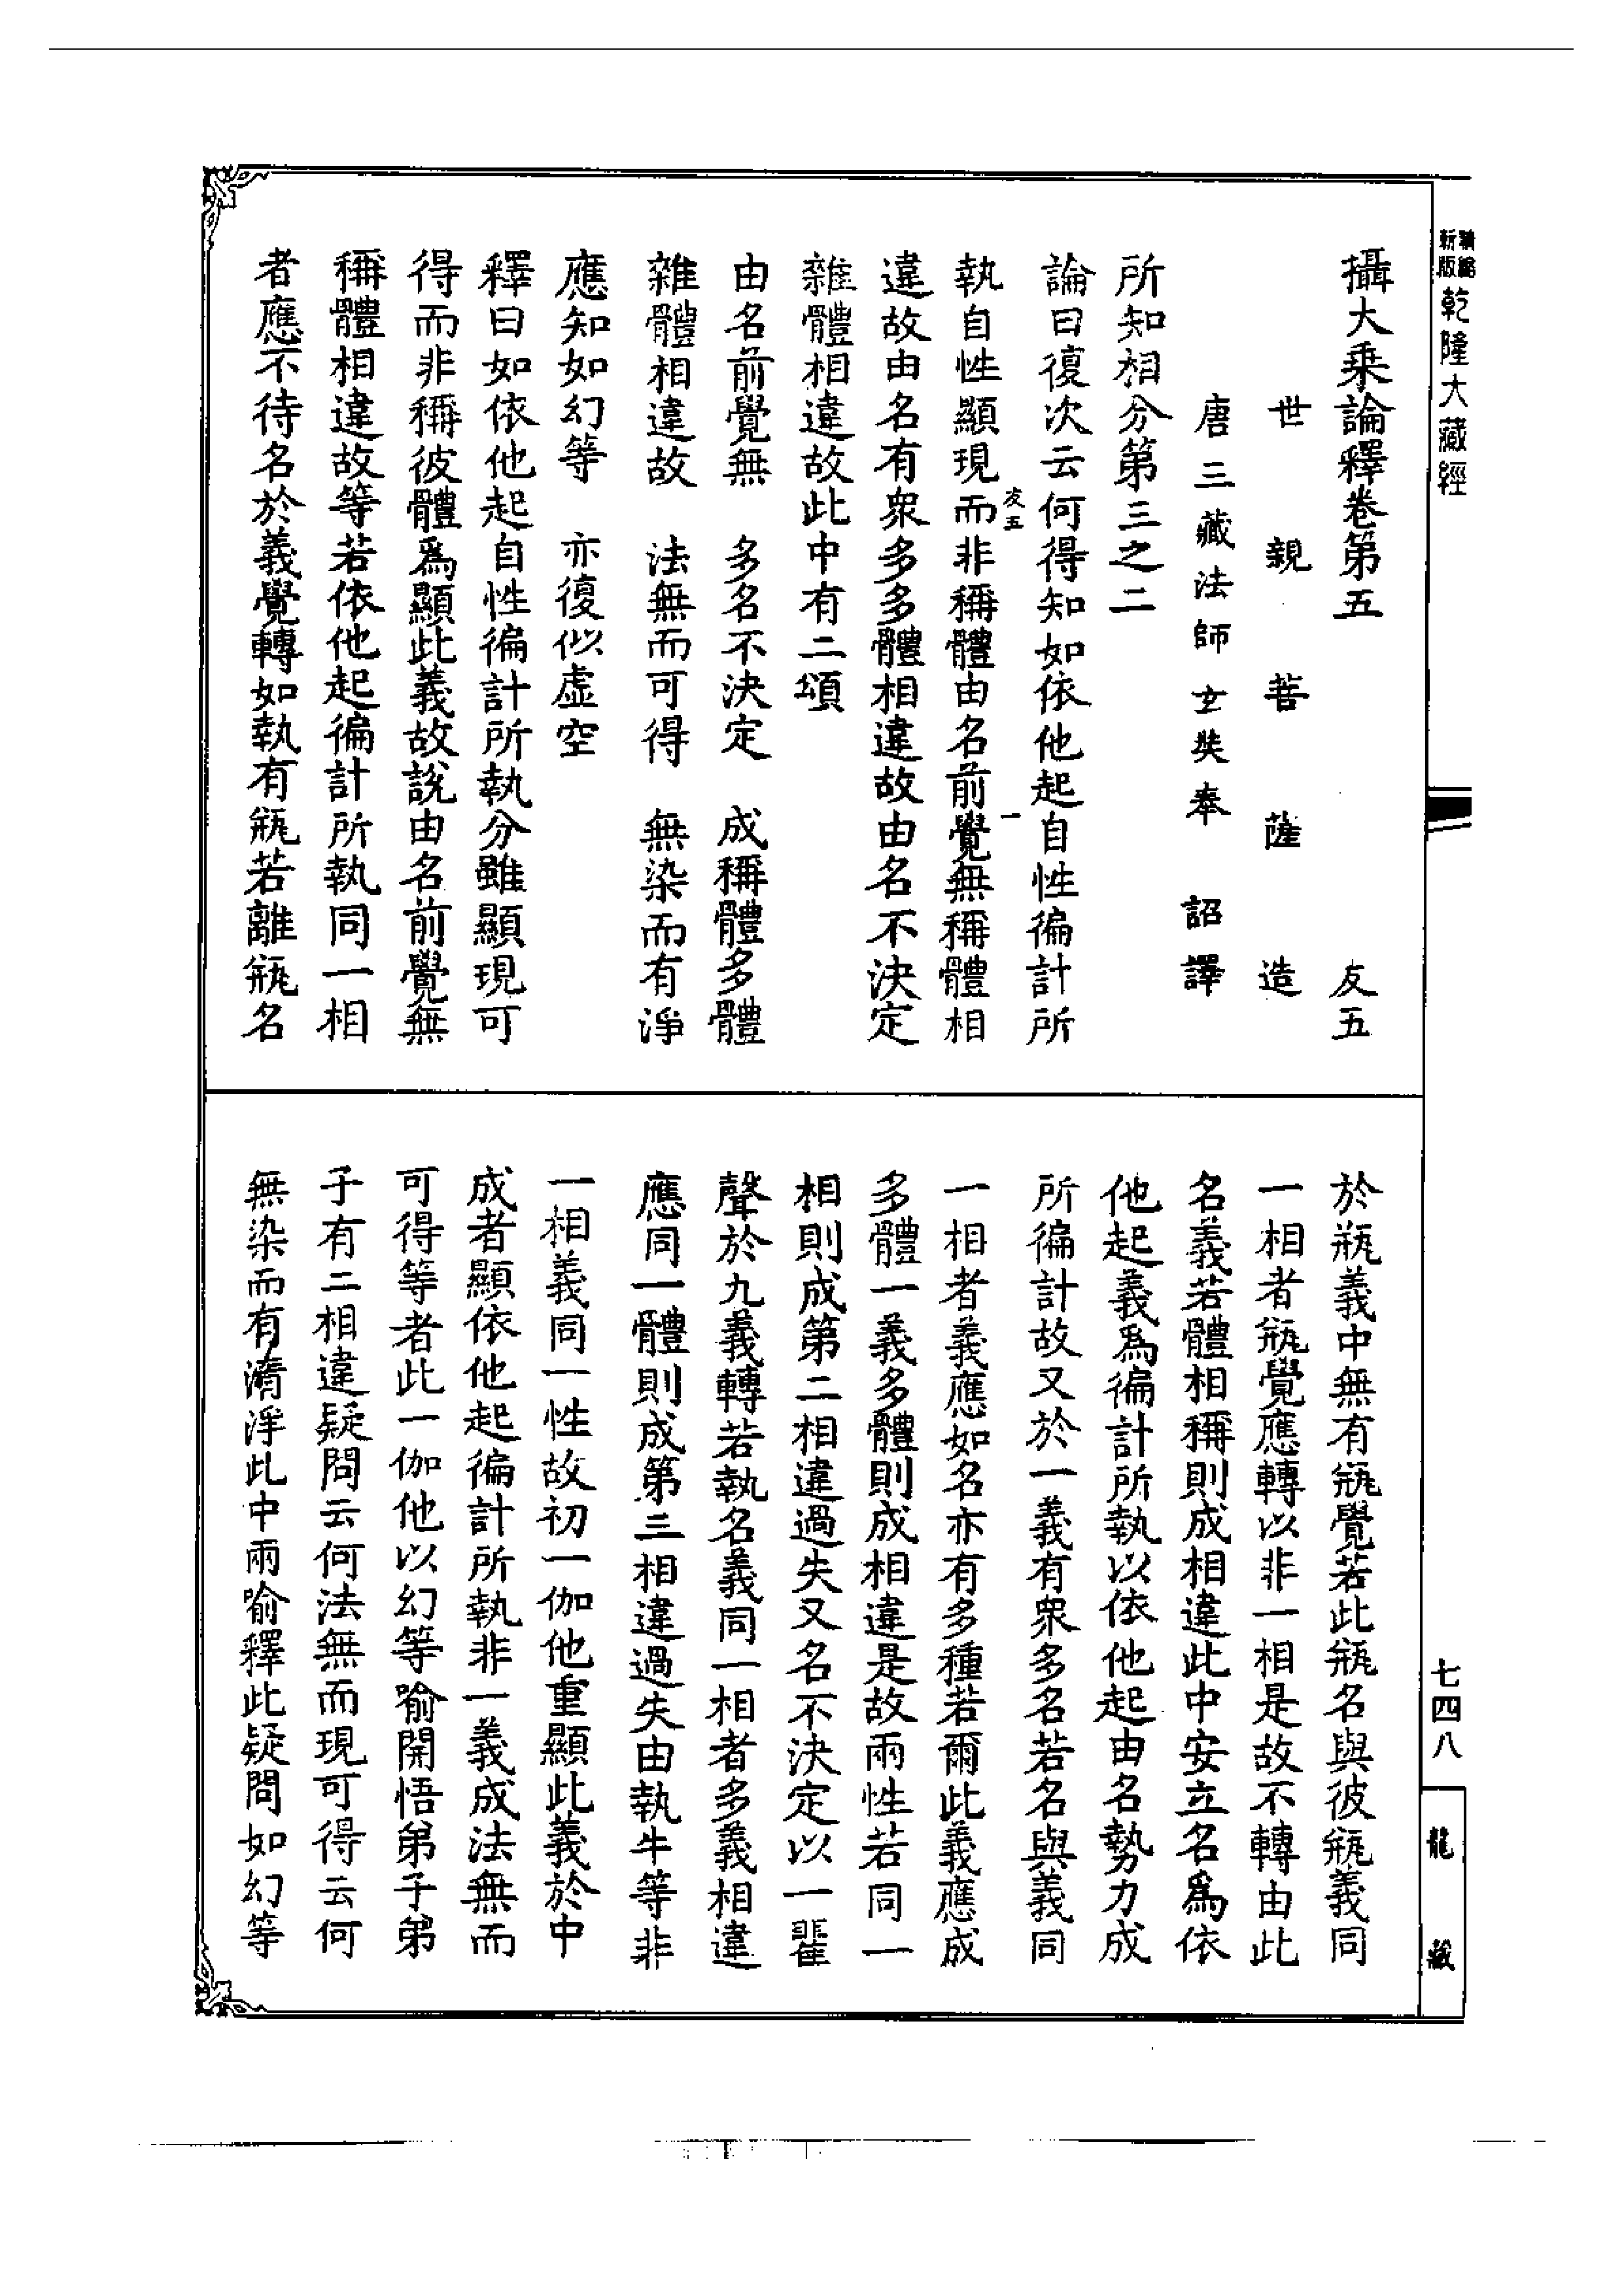 精縮新版乾隆大藏經
攝大乘論釋卷第五　友五
世親菩薩造
唐三藏法師玄奘奉　詔譯
所知相分第三之二
論曰復次云何得知如依他起自性徧計所
友五　一
執自性顯現而非稱體由名前覺無稱體相
違故由名有衆多多體相違故由名不決定
雜體相違故此中有二頌
由名前覺無　多名不決定　成稱體多體
雜體相違故　法無而可得　無染而有淨
應知如幻等　亦復似虛空
釋曰如依他起自性徧計所執分雖顯現可
得而非稱彼體爲顯此義故說由名前覺無
稱體相違故等若依他起徧計所執同一相
者應不待名於義覺轉如執有瓶若離瓶名
於瓶義中無有瓶覺若此瓶名與彼瓶義同
一相者瓶覺應轉以非一相是故不轉由此
名義若體相稱則成相違此中安立名爲依
他起義爲徧計所執以依他起由名勢力成
所徧計故又於一義有衆多名若名與義同
一相者義應如名亦有多種若爾此義應成
多體一義多體則成相違是故兩性若同一
相則成第二相違過失又名不決定以一瞿
聲於九義轉若執名義同一相者多義相違
應同一體則成第三相違過失由執牛等非
一相義同一性故初一伽他重顯此義於中
成者顯依他起徧計所執非一義成法無而
可得等者此一伽他以幻等喻開悟弟子弟
子有二相違疑問云何法無而現可得云何
無染而有淸淨此中兩喻釋此疑問如幻等
七四八
龍藏